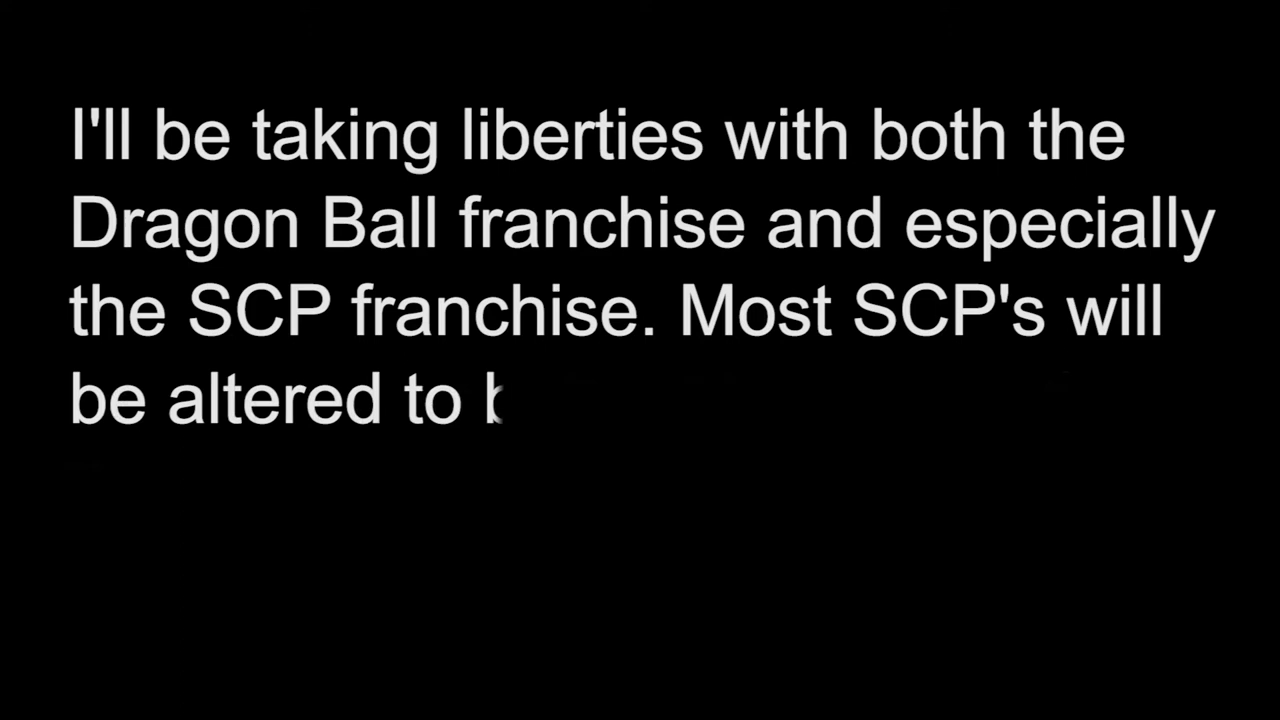 I'll be taking liberties with both the
Dragon Ball franchise and especially
the SCP franchise. Most SCP's will
be altered to